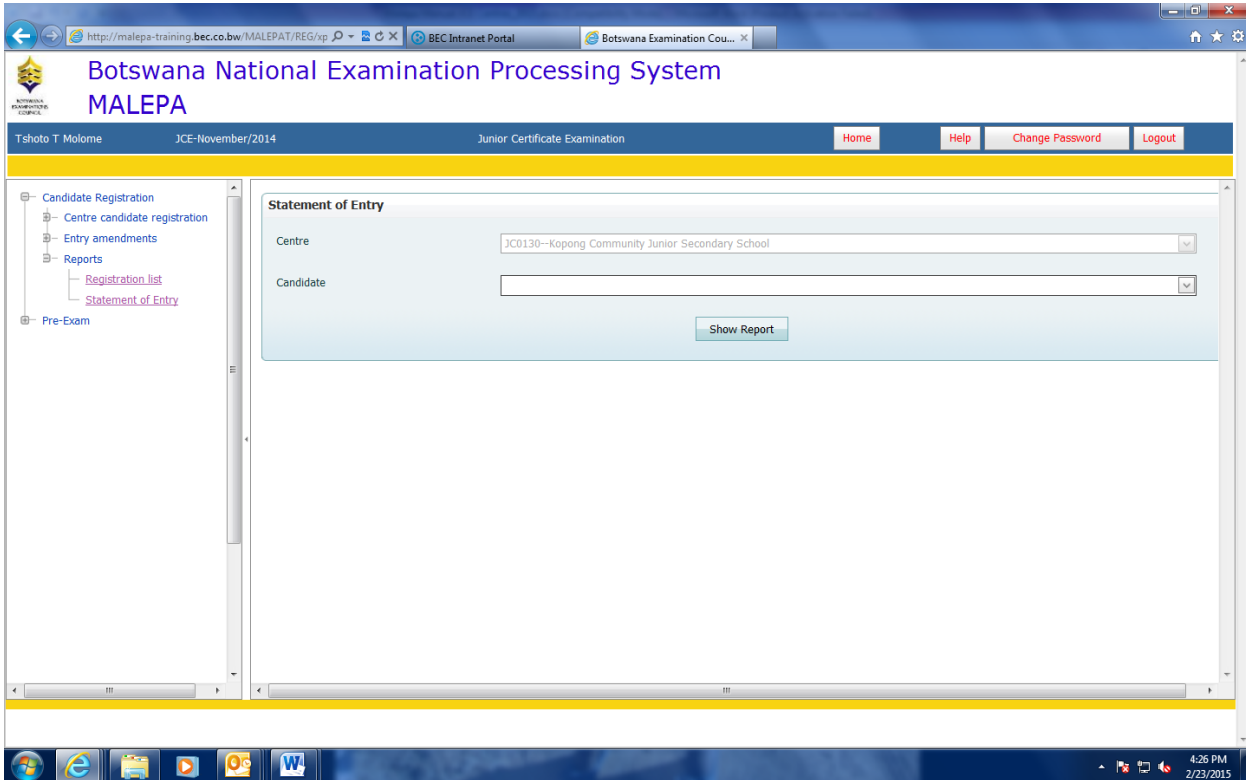 http://malepa-training.bec.co.bw/MALEPAT/REG/xp
BEC Intranet Portal
Botswana Examination Cou...
Botswana National Examination Processing System
MALEPA
BOTSWANA
EXAMINATIONS
COUNCIL
Tshoto T Molome JCE-November/2014 Junior Certificate Examination Home Help Change Password Logout
Candidate Registration
Centre candidate registration
Entry amendments
Reports
Registration list
Statement of Entry
Pre-Exam
Statement of Entry
Centre JC0130--Kopong Community Junior Secondary School
Candidate
Show Report
4:26 PM
2/23/2015